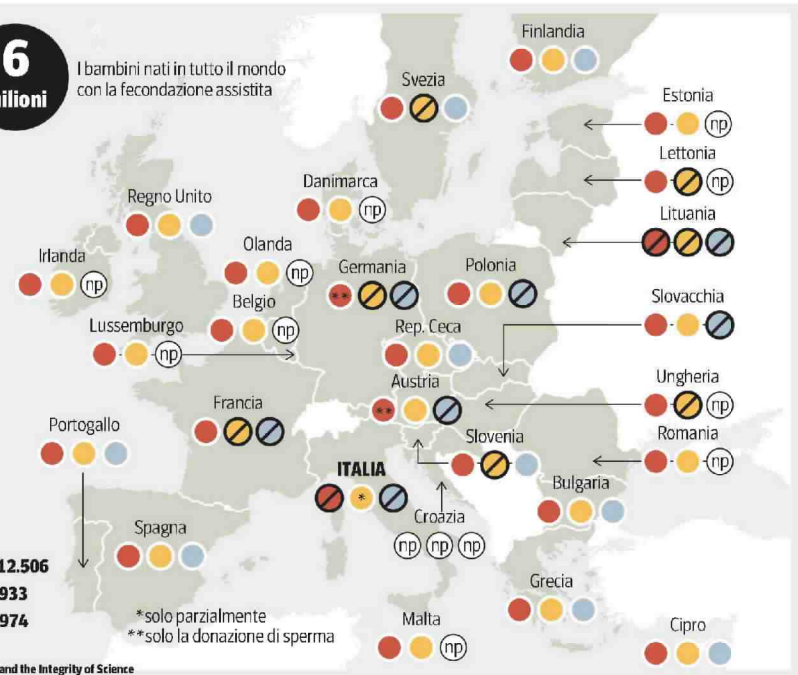 6
I bambini nati in tutto il mondo
con la fecondazione assistita
Finlandia
Svezia
Estonia
np
Lettonia
np
Danimarca
np
Regno Unito
Lituania
Olanda
np
Irlanda
np
Germania
**
Polonia
Belgio
np
Slovacchia
Lussemburgo
np
Rep. Ceca
Austria
**
Ungheria
np
Francia
Portogallo
Slovenia
Romania
np
ITALIA
*
Bulgaria
Croazia
np np np
Spagna
12.506
933
974
Grecia
*solo parzialmente
**solo la donazione di sperma
Malta
np
Cipro
and the Integrity of Science